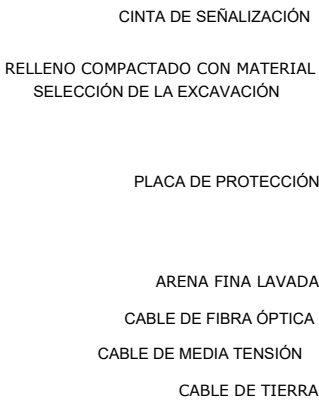 CINTA DE SEÑALIZACIÓN
RELLENO COMPACTADO CON MATERIAL
SELECCIÓN DE LA EXCAVACIÓN
PLACA DE PROTECCIÓN
ARENA FINA LAVADA
CABLE DE FIBRA ÓPTICA
CABLE DE MEDIA TENSIÓN
CABLE DE TIERRA